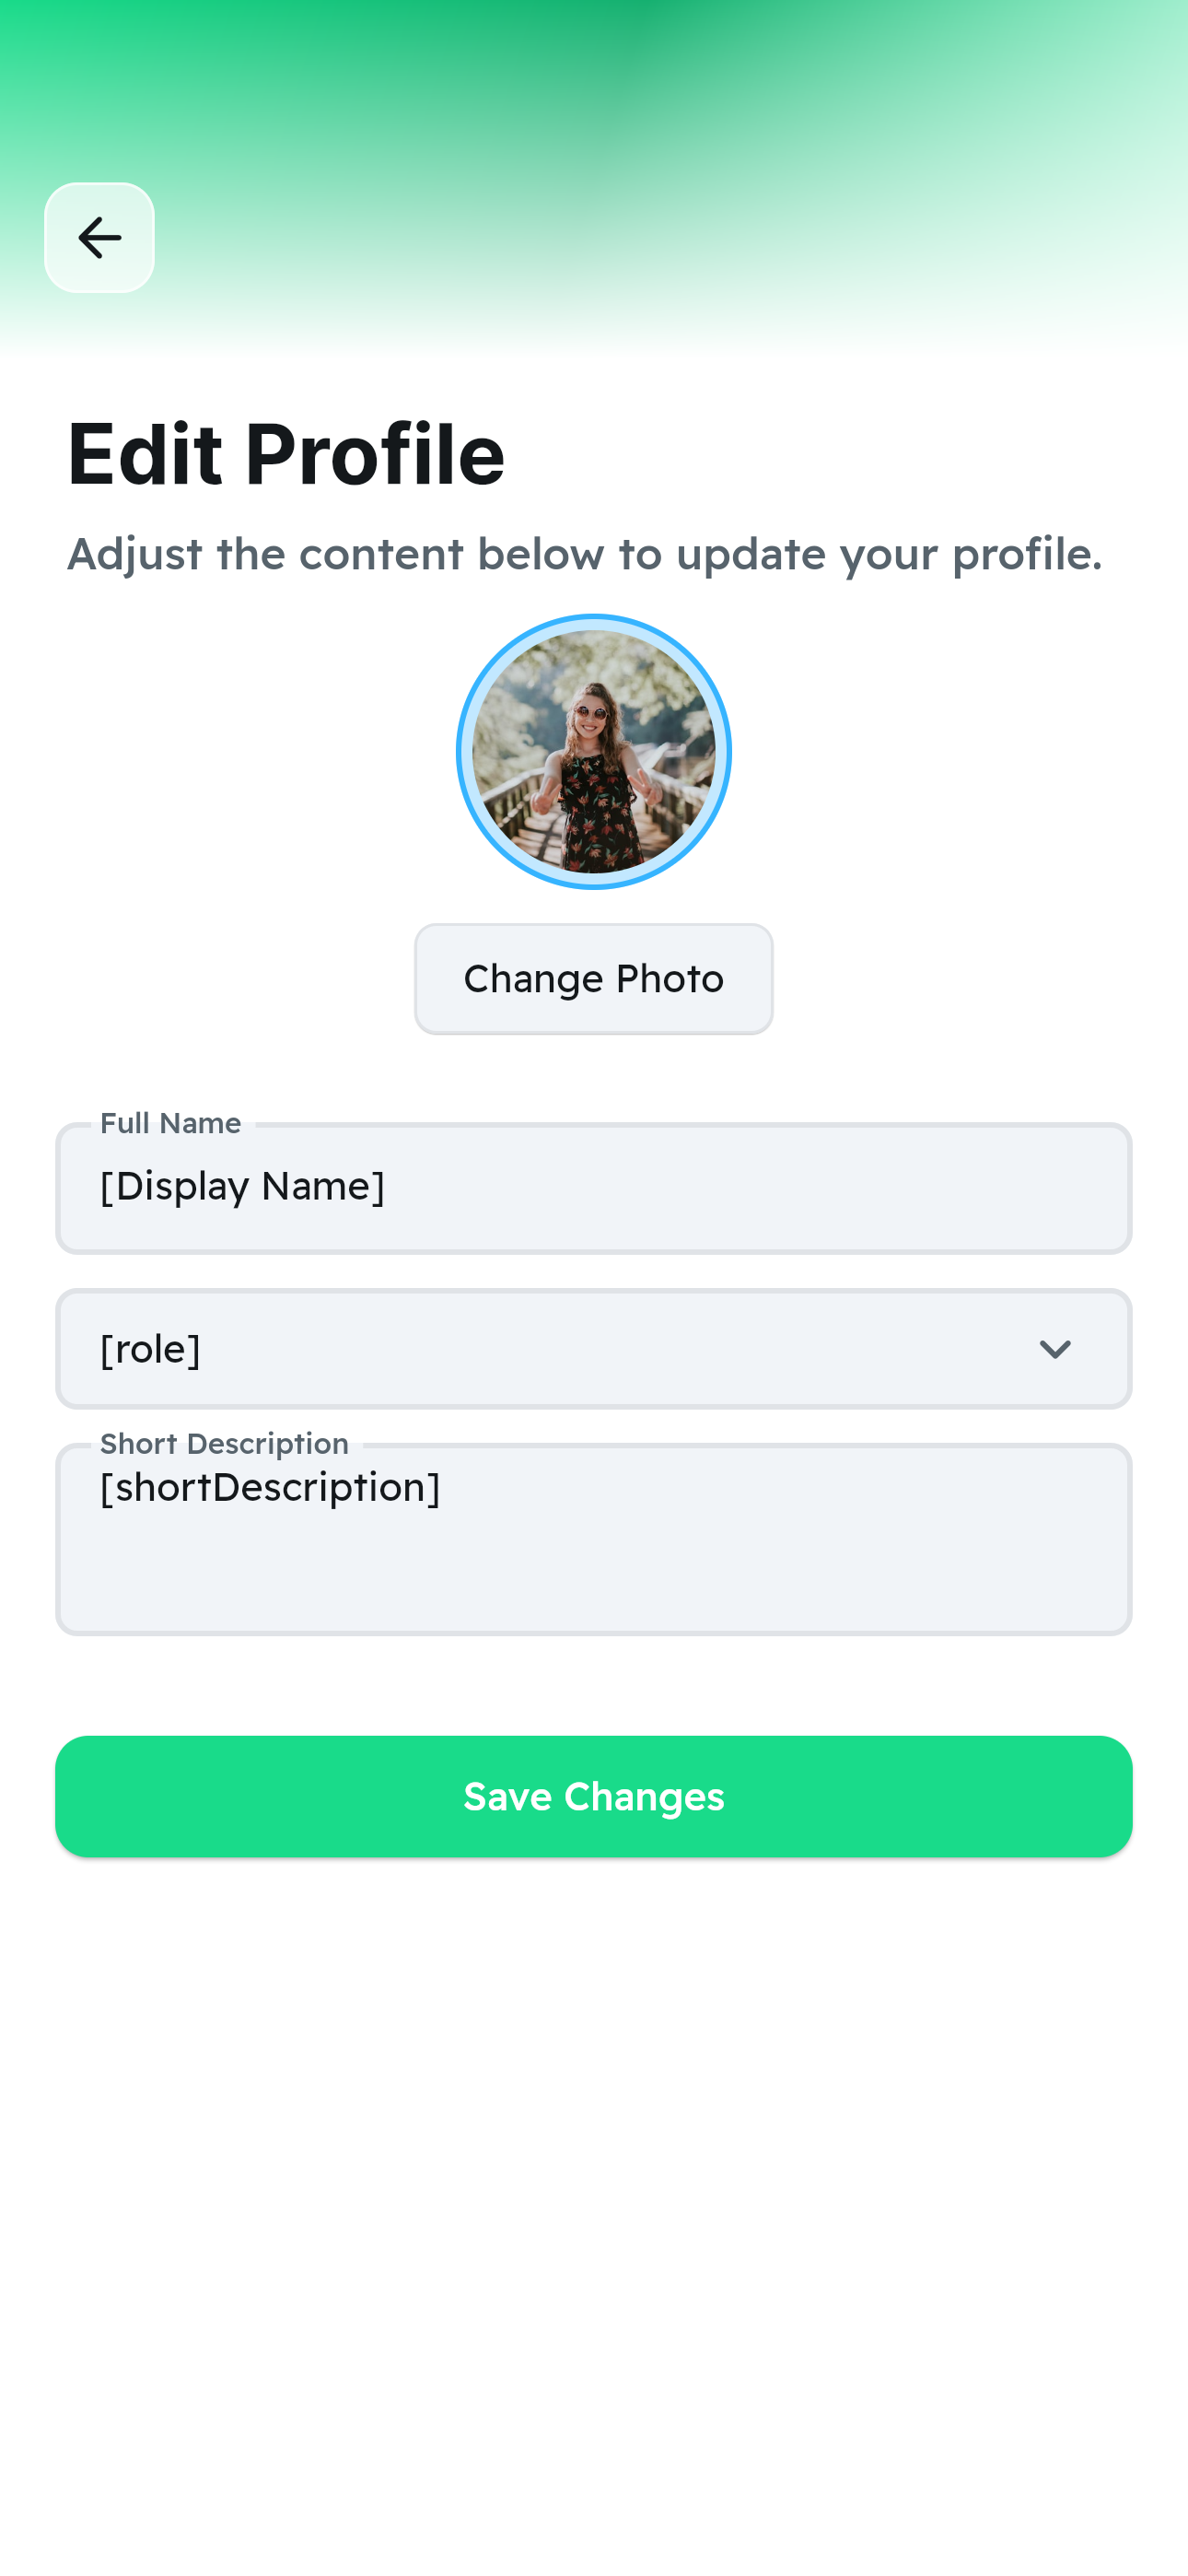 Edit Profile
Adjust the content below to update your profile.
Change Photo
Full Name
[Display Name]
[role]
Short Description
[shortDescription]
Save Changes